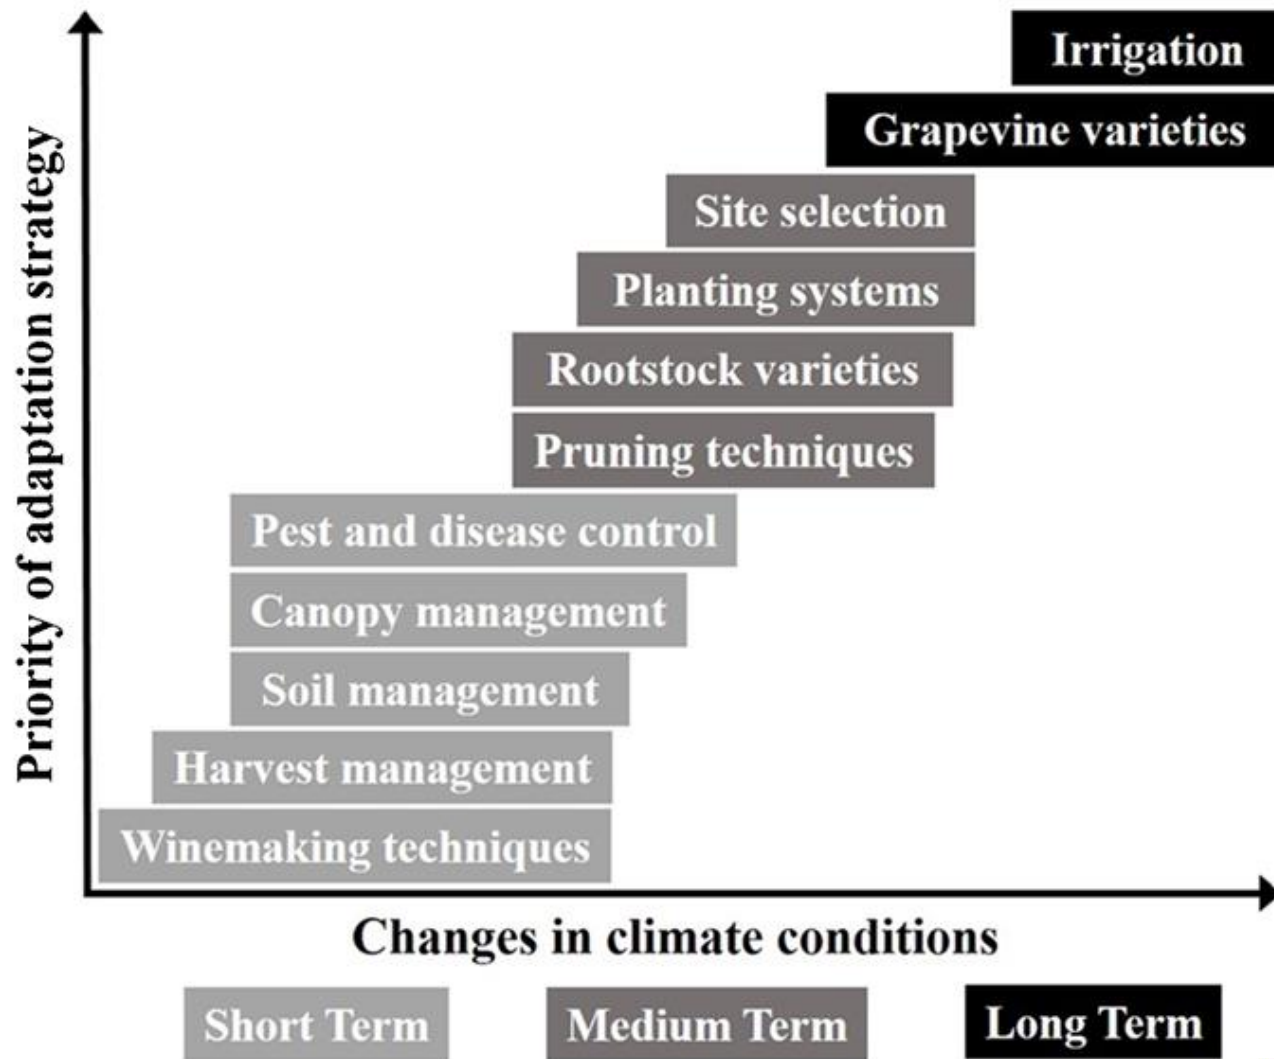 Priority of adaptation strategy
Irrigation
Grapevine varieties
Site selection
Planting systems
Rootstock varieties
Pruning techniques
Pest and disease control
Canopy management
Soil management
Harvest management
Winemaking techniques
Changes in climate conditions
Short Term
Medium Term
Long Term